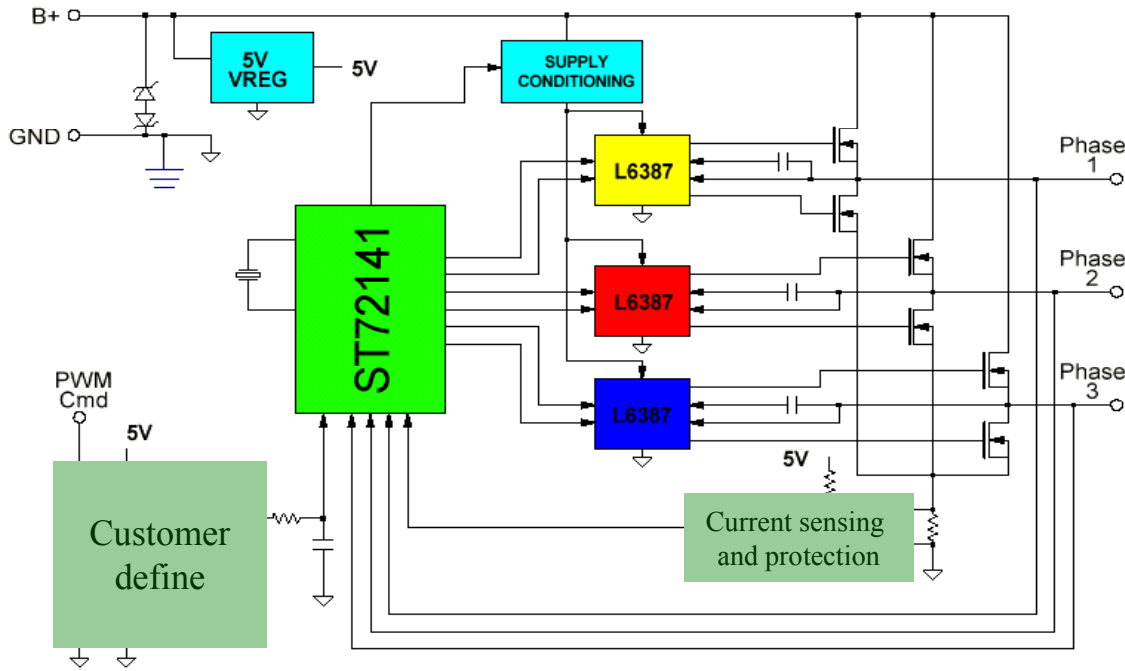 B+
5V
VREG
5V
SUPPLY
CONDITIONING
GND
L6387
Phase
1
ST72141
L6387
Phase
2
PWM
Cmd
5V
L6387
Phase
3
5V
Customer
define
Current sensing
and protection